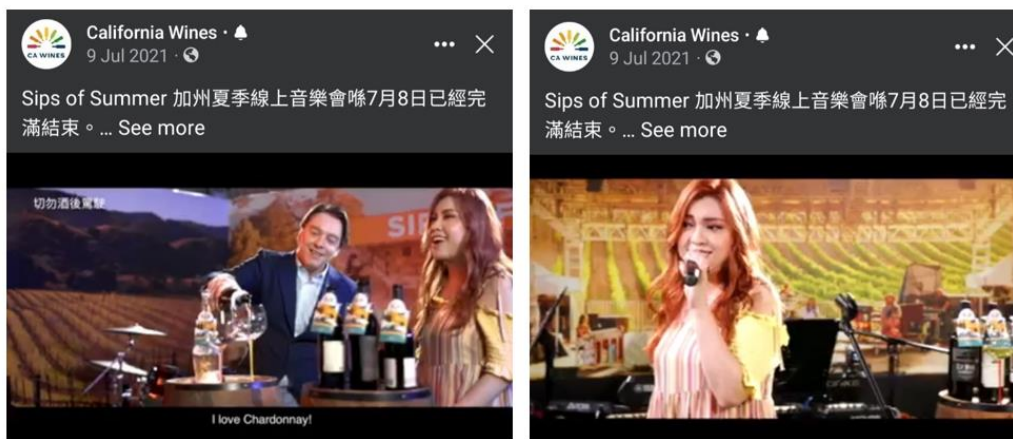 California Wines
CA WINES
9 Jul 2021
Sips of Summer 加州夏季線上音樂會喺7月8日已經完
滿結束。... See more
切勿酒後駕駛
SIP
I love Chardonnay!
California Wines
CA WINES
9 Jul 2021
Sips of Summer 加州夏季線上音樂會喺7月8日已經完
滿結束。... See more